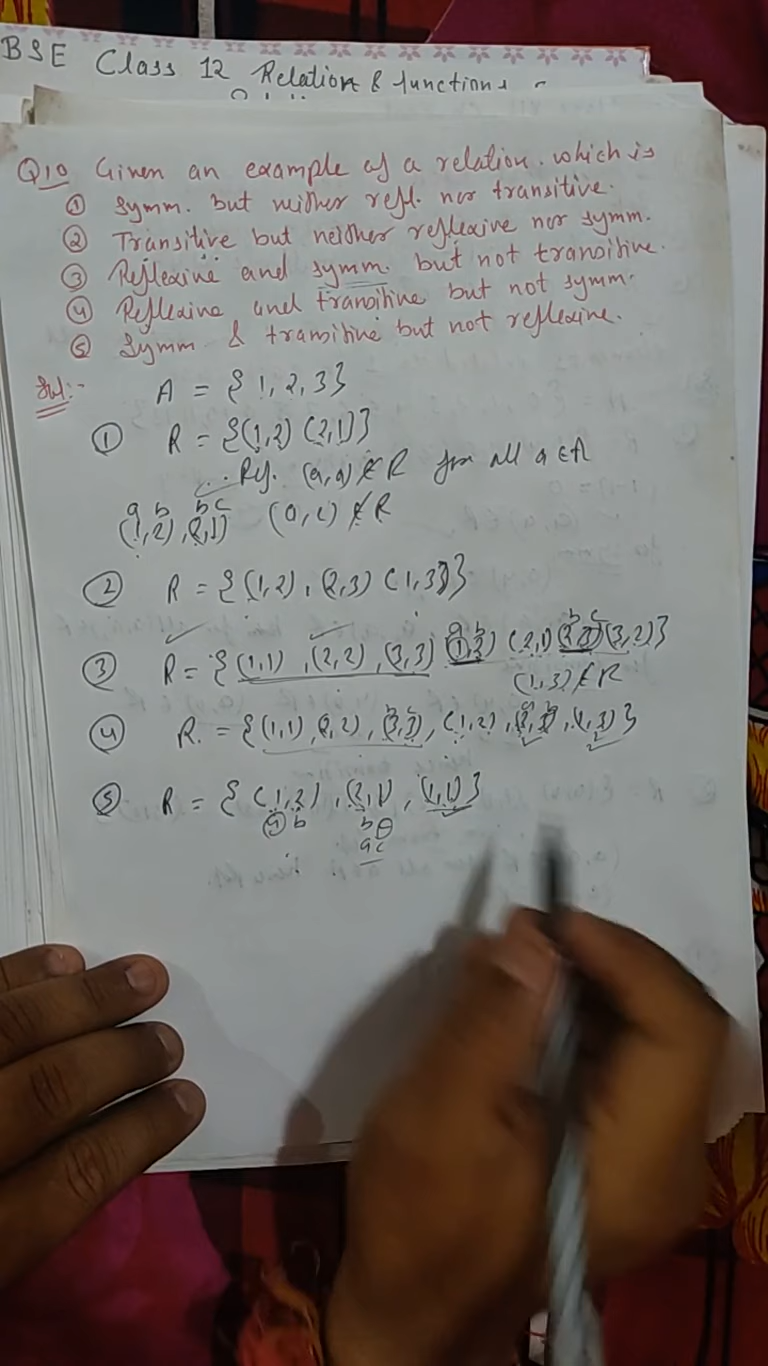 BSE Class 12 Relation & functions
Q10 Given an example of a relation. which is
① Symm. but neither refl. nor transitive.
② Transitive but neither reflexive nor symm.
③ Reflexive and symm. but not transitive.
④ Reflexive and transitive but not symm.
⑤ Symm & transitive but not reflexive.
Sol:- A = {1, 2, 3}
① R = {(1,2) (2,1)}
∴ Ref. (a,a) ∉ R for all a ∈ A
a b b c
(1,2), (2,1) (a,c) ∉ R
② R = {(1,2), (2,3) (1,3)}
a b b c
③ R = {(1,1), (2,2), (3,3) (1,2) (2,1) (2,3) (3,2)}
(1,3) ∉ R
④ R. = {(1,1), (2,2), (3,3), (1,2), (2,3), (1,3)}
⑤ R = {(1,2), (2,1), (1,1)}
a b b
a c